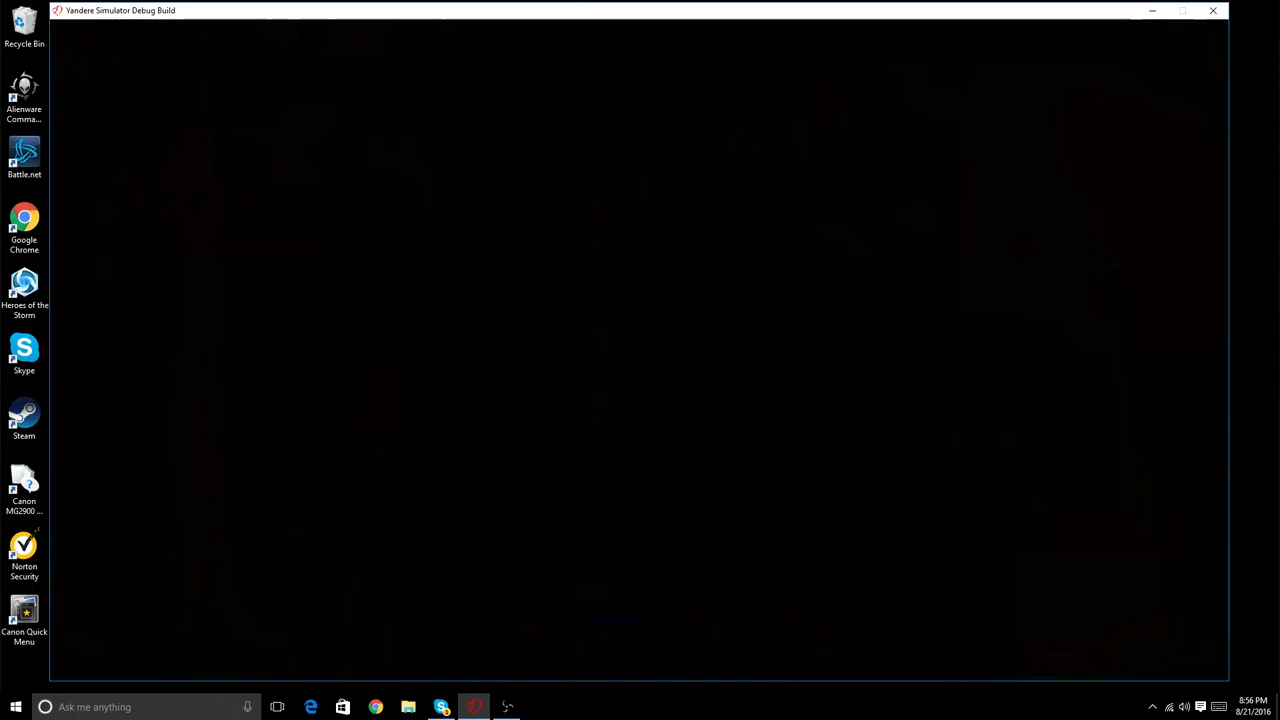 Yandere Simulator Debug Build
Recycle Bin
Alienware
Comma...
Battle.net
Google
Chrome
Heroes of the
Storm
Skype
Steam
Canon
MG2900 ...
Norton
Security
Canon Quick
Menu
Ask me anything
8:56 PM
8/21/2016